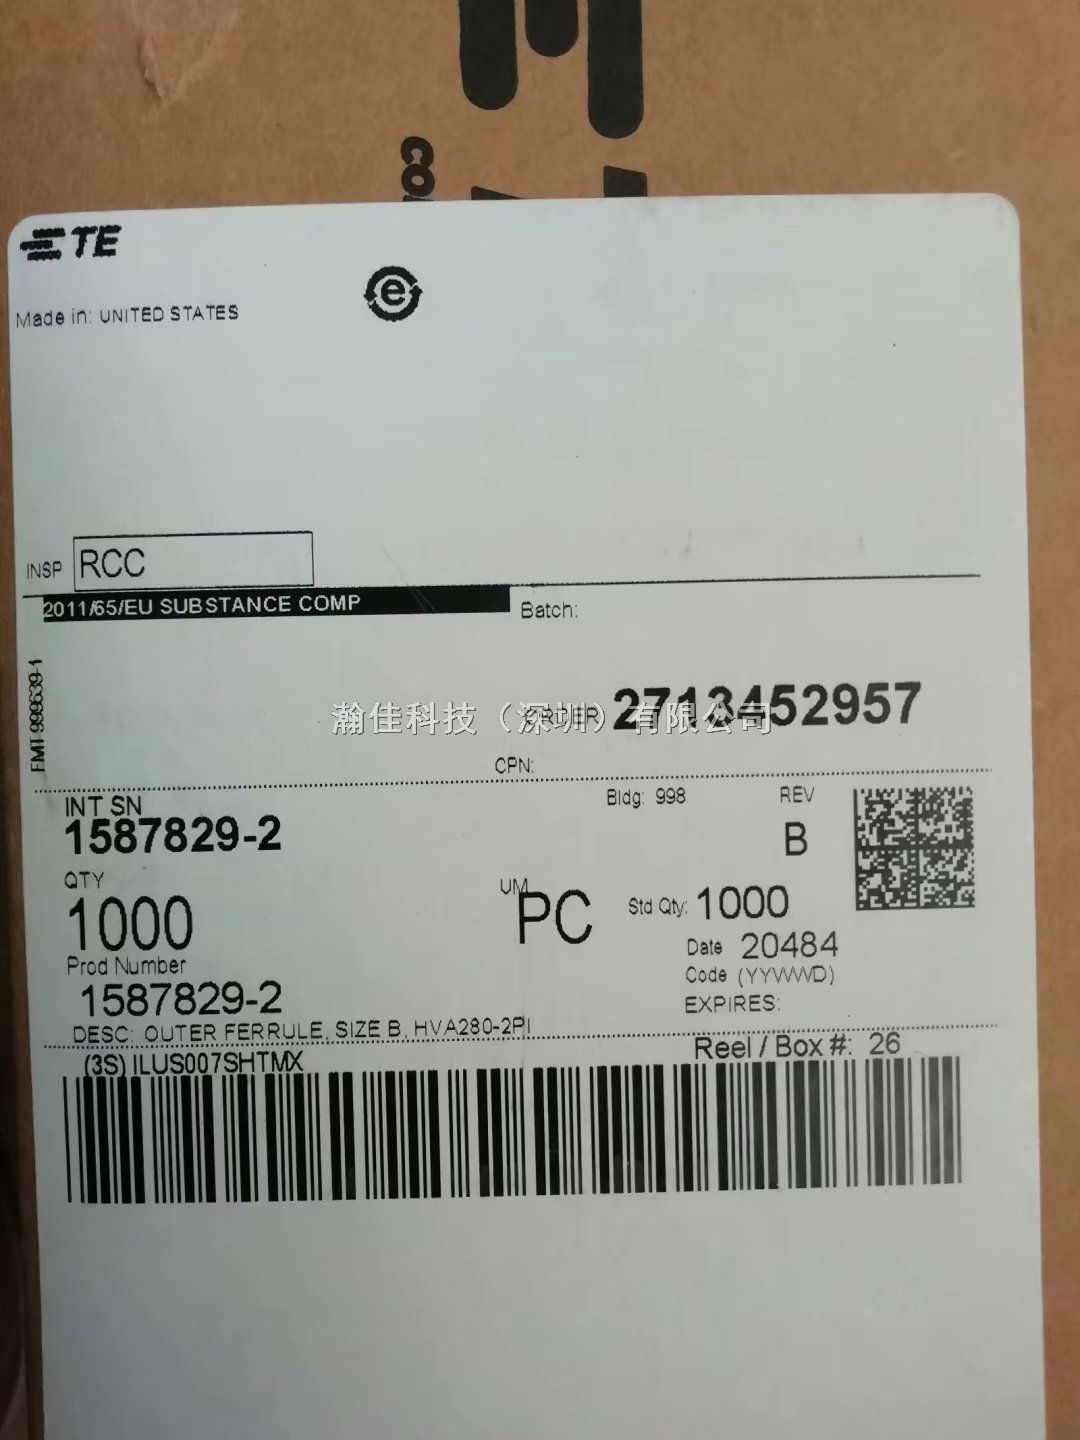 TE
Made in: UNITED STATES
e
INSP RCC
2011/65/EU SUBSTANCE COMP
Batch:
FMT 999639-1
ORDER 2713452957
瀚佳科技（深圳）有限公司
CPN:
INT SN
1587829-2
Bldg: 998
REV
B
QTY
1000
UM
PC
Std Qty: 1000
Date 20484
Code (YYWWD)
Prod Number
1587829-2
EXPIRES:
DESC: OUTER FERRULE, SIZE B, HVA280-2PI
(3S) ILUS007SHTMX
Reel / Box #: 26